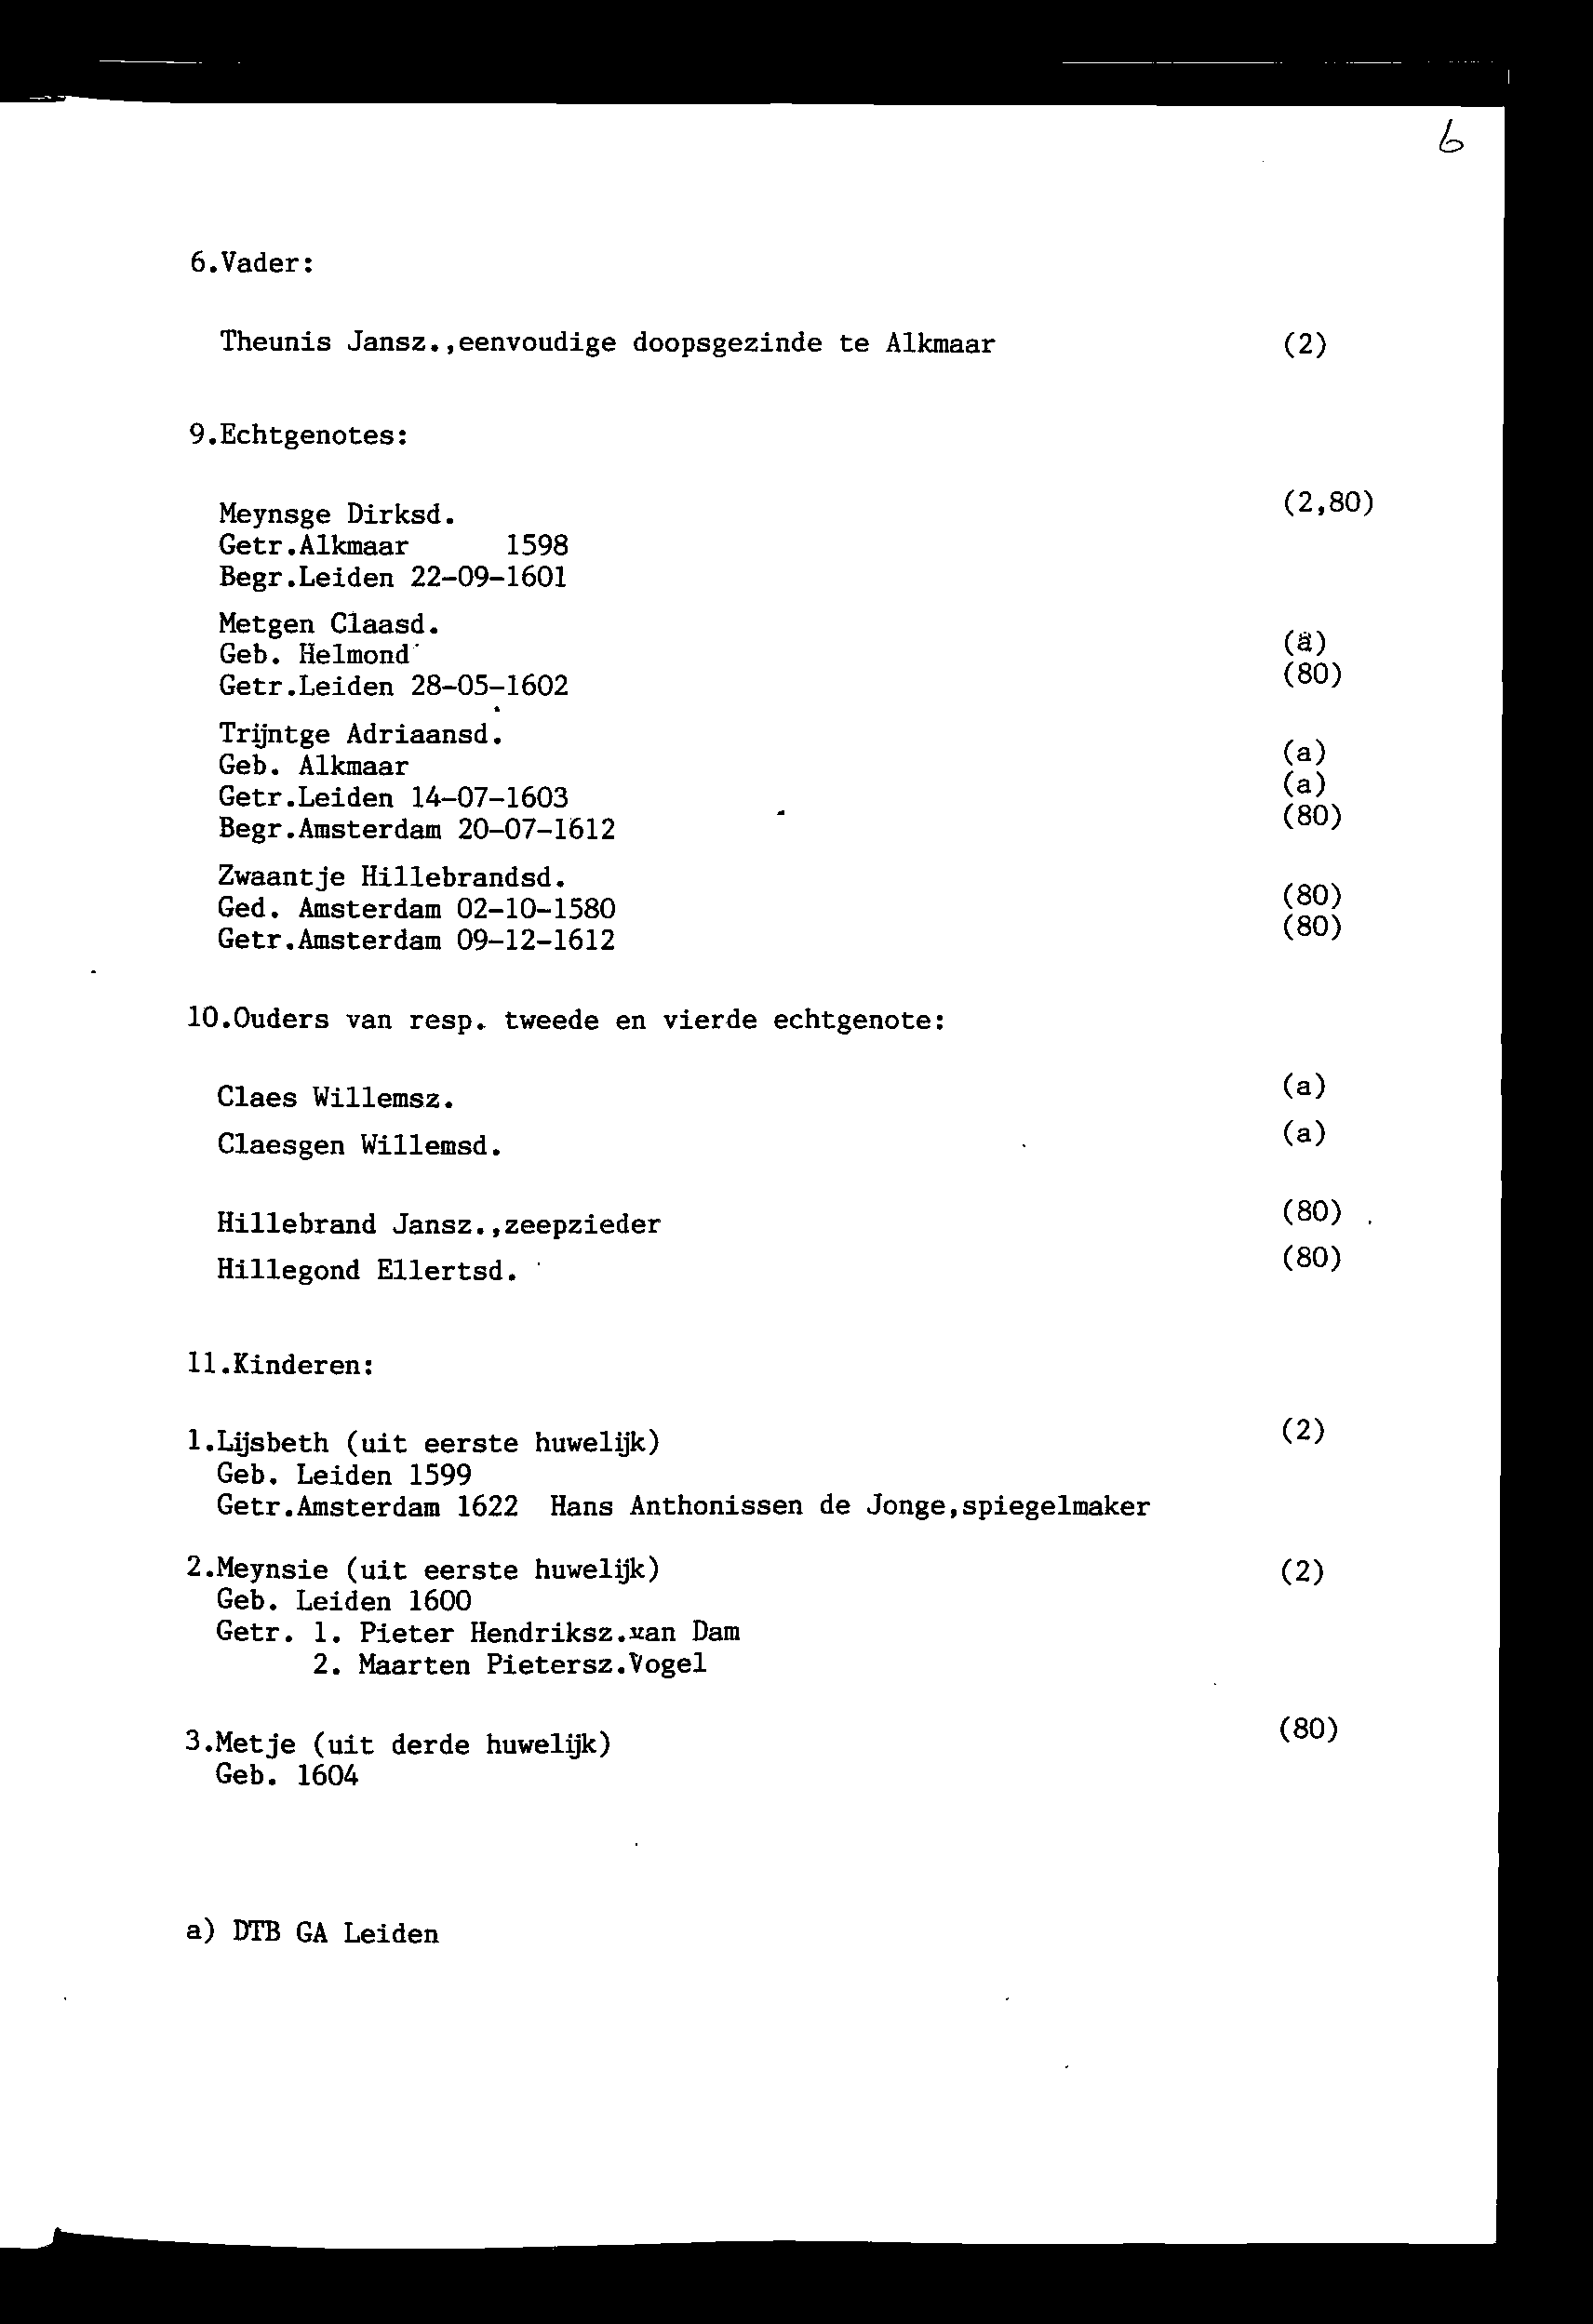 6
6.Vader:
Theunis Jansz.,eenvoudige doopsgezinde te Alkmaar (2)
9.Echtgenotes:
Meynsge Dirksd. (2,80)
Getr.Alkmaar 1598
Begr.Leiden 22-09-1601
Metgen Claasd.
Geb. Helmond (a)
Getr.Leiden 28-05-1602 (80)
Trijntge Adriaansd.
Geb. Alkmaar (a)
Getr.Leiden 14-07-1603 (a)
Begr.Amsterdam 20-07-1612 (80)
Zwaantje Hillebrandsd.
Ged. Amsterdam 02-10-1580 (80)
Getr.Amsterdam 09-12-1612 (80)
10.Ouders van resp. tweede en vierde echtgenote:
Claes Willemsz. (a)
Claesgen Willemsd. (a)
Hillebrand Jansz.,zeepzieder (80)
Hillegond Ellertsd. (80)
11.Kinderen:
1.Lijsbeth (uit eerste huwelijk) (2)
Geb. Leiden 1599
Getr.Amsterdam 1622 Hans Anthonissen de Jonge,spiegelmaker
2.Meynsie (uit eerste huwelijk) (2)
Geb. Leiden 1600
Getr. 1. Pieter Hendriksz.van Dam
2. Maarten Pietersz.Vogel
3.Metje (uit derde huwelijk) (80)
Geb. 1604
a) DTB GA Leiden